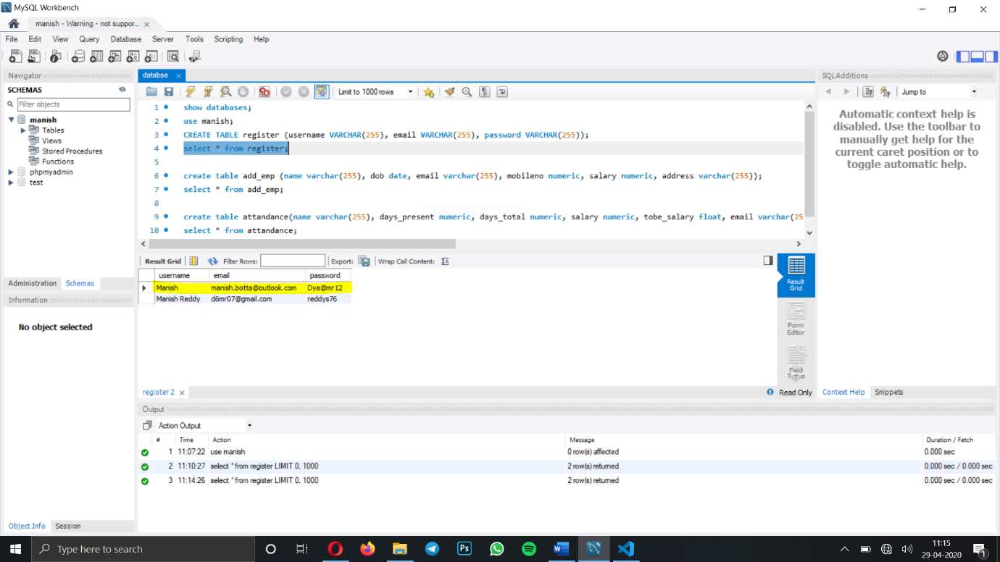 MySQL Workbench
manish - Warning - not suppor...
File Edit View Query Database Server Tools Scripting Help
Navigator
SCHEMAS
Filter objects
manish
Tables
Views
Stored Procedures
Functions
phpmyadmin
test
Administration Schemas
Information
No object selected
Object Info Session
databse
Limit to 1000 rows
1 show databases;
2 use manish;
3 CREATE TABLE register (username VARCHAR(255), email VARCHAR(255), password VARCHAR(255));
4 select * from register;
5
6 create table add_emp (name varchar(255), dob date, email varchar(255), mobileno numeric, salary numeric, address varchar(255));
7 select * from add_emp;
8
9 create table attandance(name varchar(255), days_present numeric, days_total numeric, salary numeric, tobe_salary float, email varchar(25
10 select * from attandance;
Result Grid Filter Rows: Export: Wrap Cell Content:
username email password
Manish manish.botta@outlook.com Dya@mr12
Manish Reddy d6mr07@gmail.com reddys76
Result Grid
Form Editor
Field Types
register 2
Read Only
SQLAdditions
Jump to
Automatic context help is
disabled. Use the toolbar to
manually get help for the
current caret position or to
toggle automatic help.
Context Help Snippets
Output
Action Output
# Time Action Message Duration / Fetch
1 11:07:22 use manish 0 row(s) affected 0.000 sec
2 11:10:27 select * from register LIMIT 0, 1000 2 row(s) returned 0.000 sec / 0.000 sec
3 11:14:26 select * from register LIMIT 0, 1000 2 row(s) returned 0.000 sec / 0.000 sec
Type here to search
Ps
W
11:15
29-04-2020
1